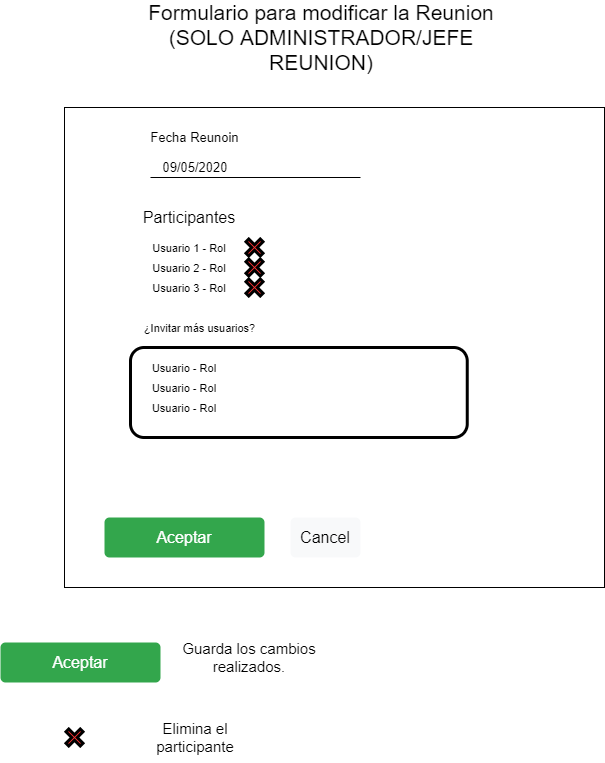 Formulario para modificar la Reunion
(SOLO ADMINISTRADOR/JEFE
REUNION)
Fecha Reunoin
09/05/2020
Participantes
Usuario 1 - Rol
Usuario 2 - Rol
Usuario 3 - Rol
¿Invitar más usuarios?
Usuario - Rol
Usuario - Rol
Usuario - Rol
Aceptar
Cancel
Aceptar
Guarda los cambios
realizados.
Elimina el
participante